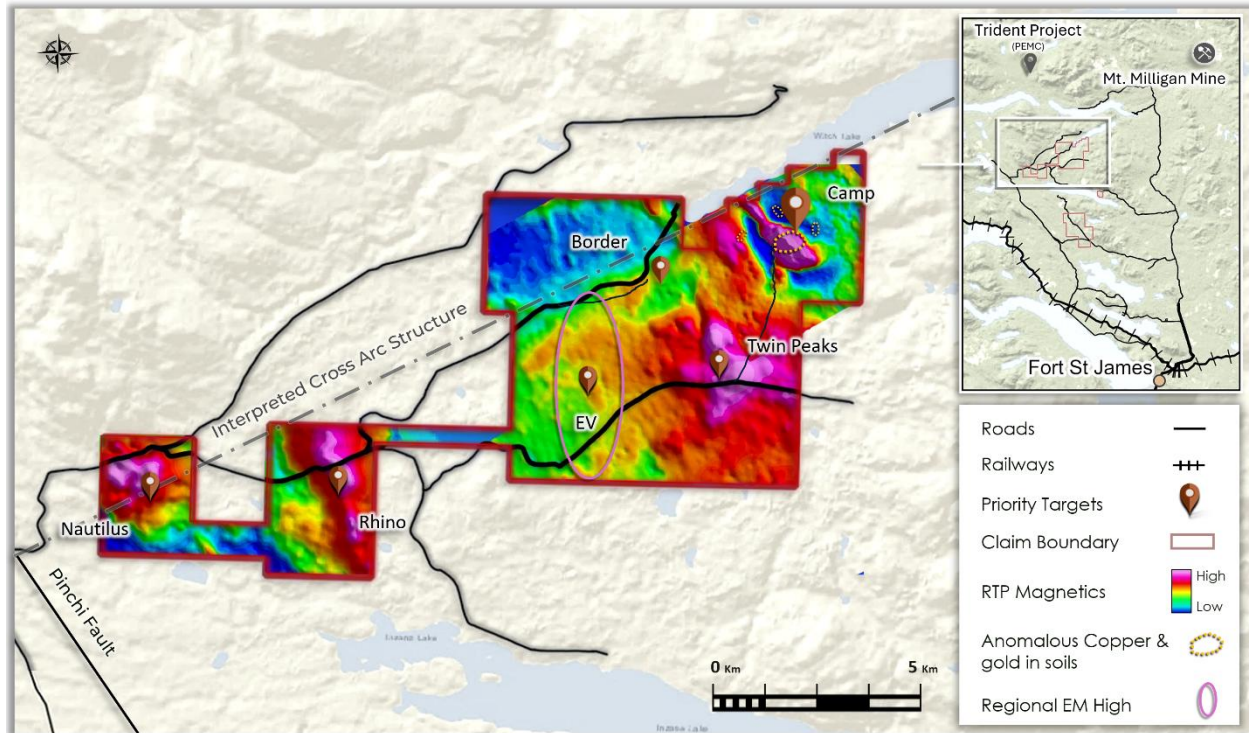 Trident Project
(PEMC)
Mt. Milligan Mine
Fort St James
Witch Lake
Camp
Border
Twin Peaks
EV
Interpreted Cross Arc Structure
Nautilus
Rhino
Pinchi Fault
0 Km
5 Km
Roads
Railways
Priority Targets
Claim Boundary
RTP Magnetics
High
Low
Anomalous Copper &
gold in soils
Regional EM High